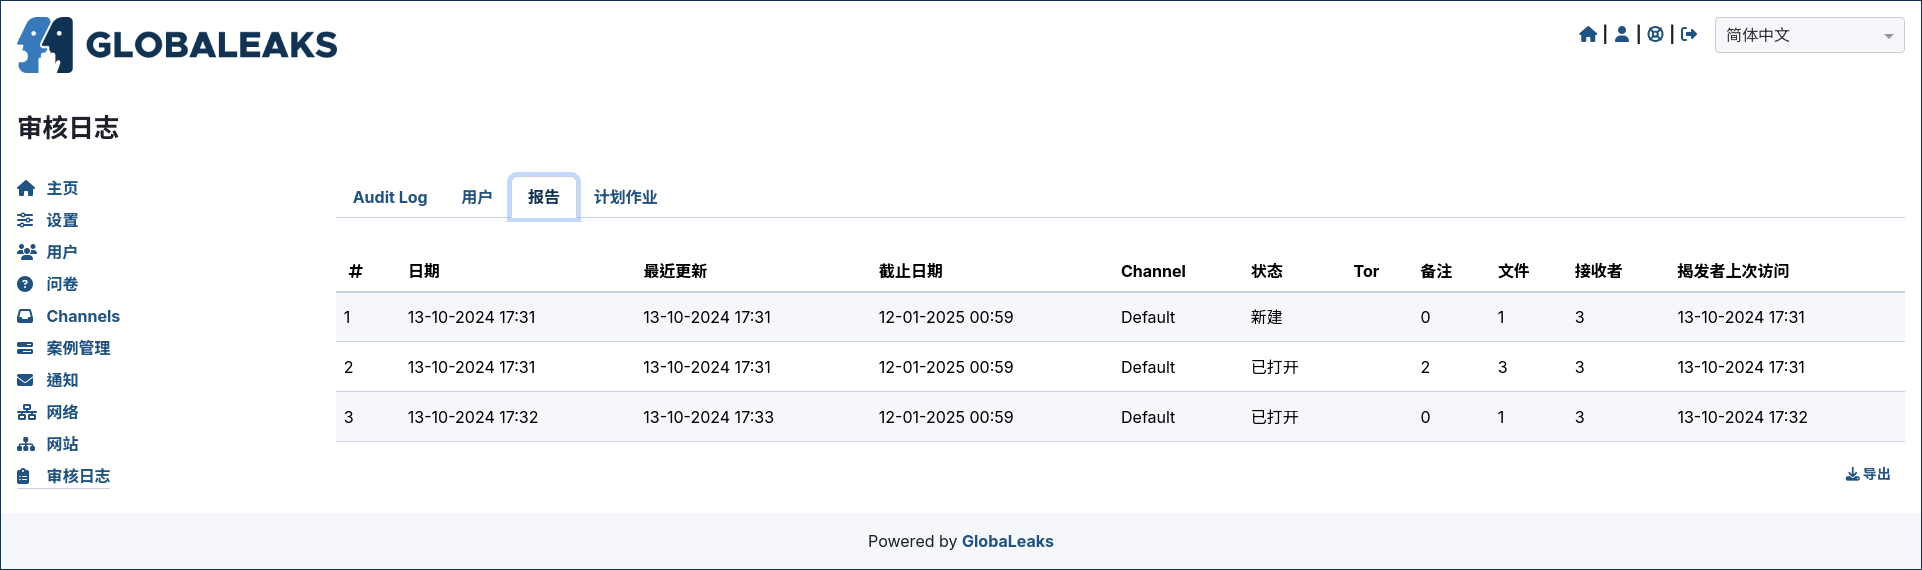 GLOBALEAKS
简体中文
审核日志
主页
设置
用户
问卷
Channels
案例管理
通知
网络
网站
审核日志
Audit Log 用户 报告 计划作业
# 日期 最近更新 截止日期 Channel 状态 Tor 备注 文件 接收者 揭发者上次访问
1 13-10-2024 17:31 13-10-2024 17:31 12-01-2025 00:59 Default 新建 0 1 3 13-10-2024 17:31
2 13-10-2024 17:31 13-10-2024 17:31 12-01-2025 00:59 Default 已打开 2 3 3 13-10-2024 17:31
3 13-10-2024 17:32 13-10-2024 17:33 12-01-2025 00:59 Default 已打开 0 1 3 13-10-2024 17:32
导出
Powered by GlobaLeaks